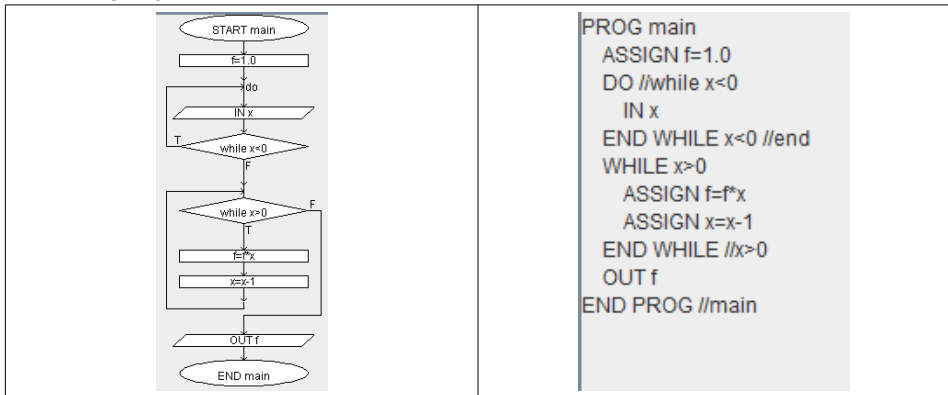 START main
f=1.0
do
IN x
T
while x<0
F
while x>0
F
T
f=f*x
x=x-1
OUT f
END main
PROG main
ASSIGN f=1.0
DO //while x<0
IN x
END WHILE x<0 //end
WHILE x>0
ASSIGN f=f*x
ASSIGN x=x-1
END WHILE //x>0
OUT f
END PROG //main